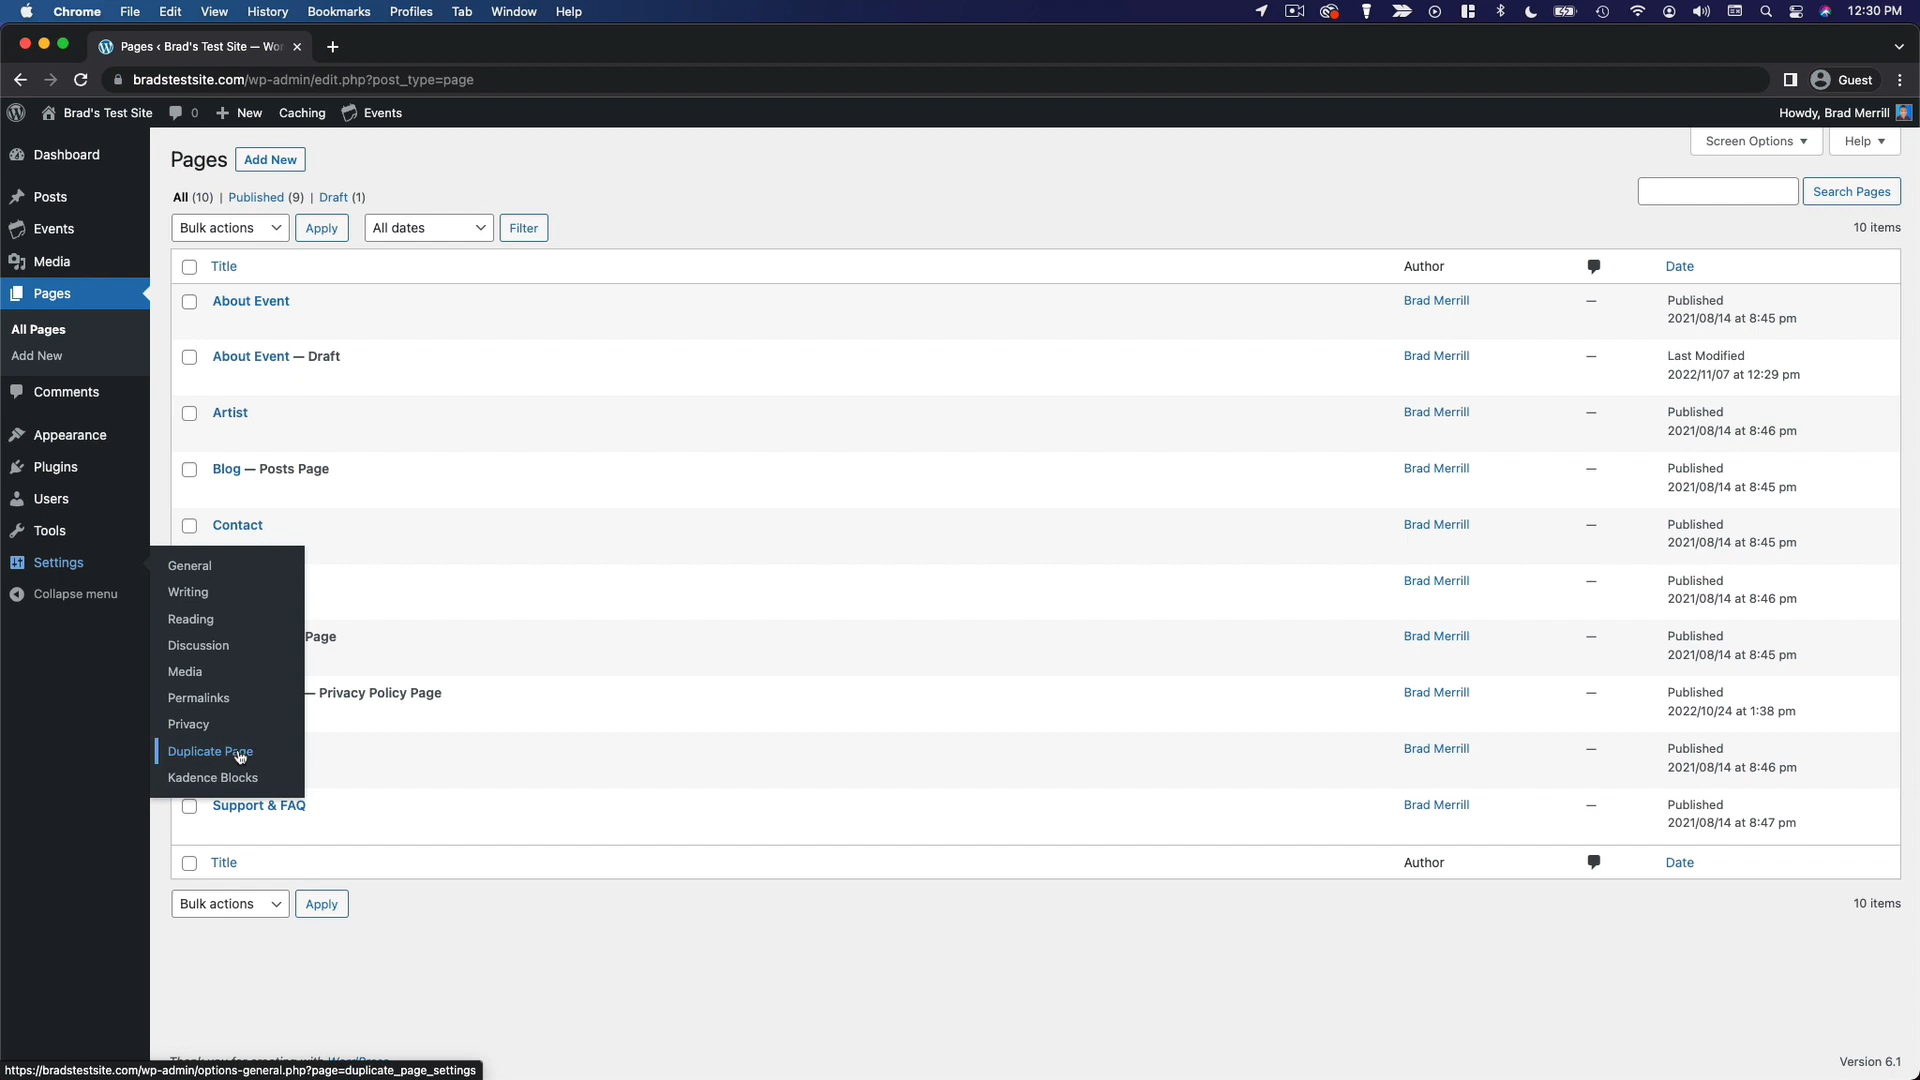 Chrome File Edit View History Bookmarks Profiles Tab Window Help 12:30 PM
Pages ‹ Brad's Test Site — Wor
bradstestsite.com/wp-admin/edit.php?post_type=page Guest
Brad's Test Site 0 New Caching Events Howdy, Brad Merrill
Dashboard
Posts
Events
Media
Pages
All Pages
Add New
Comments
Appearance
Plugins
Users
Tools
Settings
Collapse menu
General
Writing
Reading
Discussion
Media
Permalinks
Privacy
Duplicate Page
Kadence Blocks
Screen Options Help
Pages Add New
All (10) | Published (9) | Draft (1)
Search Pages
Bulk actions Apply All dates Filter 10 items
Title Author Date
About Event Brad Merrill — Published
2021/08/14 at 8:45 pm
About Event — Draft Brad Merrill — Last Modified
2022/11/07 at 12:29 pm
Artist Brad Merrill — Published
2021/08/14 at 8:46 pm
Blog — Posts Page Brad Merrill — Published
2021/08/14 at 8:45 pm
Contact Brad Merrill — Published
2021/08/14 at 8:45 pm
Brad Merrill — Published
2021/08/14 at 8:46 pm
Page Brad Merrill — Published
2021/08/14 at 8:45 pm
— Privacy Policy Page Brad Merrill — Published
2022/10/24 at 1:38 pm
Brad Merrill — Published
2021/08/14 at 8:46 pm
Support & FAQ Brad Merrill — Published
2021/08/14 at 8:47 pm
Title Author Date
Bulk actions Apply 10 items
Thank you for creating with WordPress Version 6.1
https://bradstestsite.com/wp-admin/options-general.php?page=duplicate_page_settings